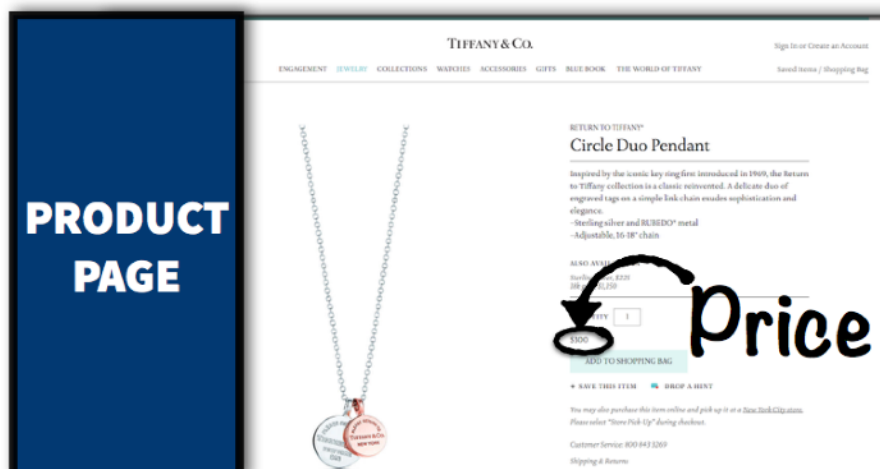 PRODUCT
PAGE
TIFFANY & CO.
Sign In or Create an Account
ENGAGEMENT JEWELRY COLLECTIONS WATCHES ACCESSORIES GIFTS BLUE BOOK THE WORLD OF TIFFANY
Saved Items / Shopping Bag
RETURN TO TIFFANY®
Circle Duo Pendant
Inspired by the iconic key ring first introduced in 1969, the Return
to Tiffany collection is a classic reinvented. A delicate duo of
engraved tags on a simple link chain exudes sophistication and
elegance.
-Sterling silver and RUBEDO® metal
-Adjustable, 16-18" chain
ALSO
1
$300
Price
ADD TO SHOPPING BAG
+ SAVE THIS ITEM DROP A HINT
You may also purchase this item online and pick up at a New York City store.
Please select "Store Pick-Up" during checkout.
Customer Service: 800 843 3269
Shipping & Returns
TIFFANY & CO.
NEW YORK